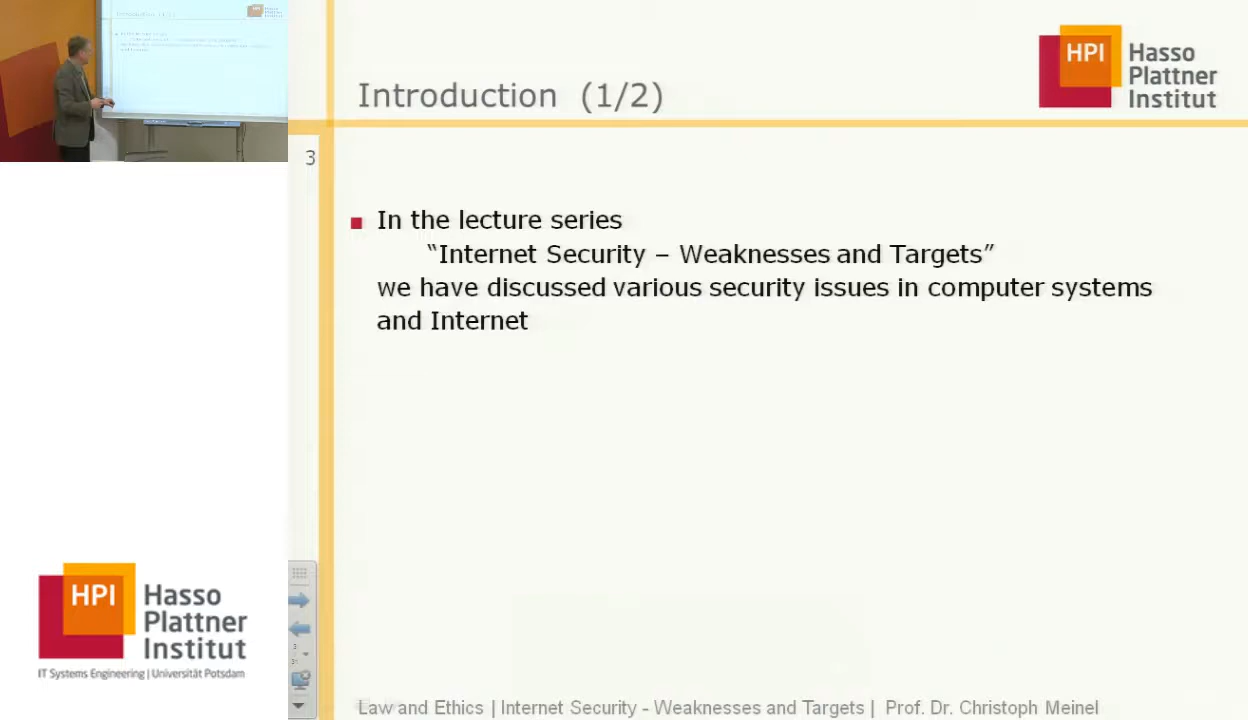 Introduction (1/2)
HPI Hasso
Plattner
Institut
3
In the lecture series
“Internet Security – Weaknesses and Targets”
we have discussed various security issues in computer systems
and Internet
HPI Hasso
Plattner
Institut
IT Systems Engineering | Universität Potsdam
Law and Ethics | Internet Security - Weaknesses and Targets | Prof. Dr. Christoph Meinel